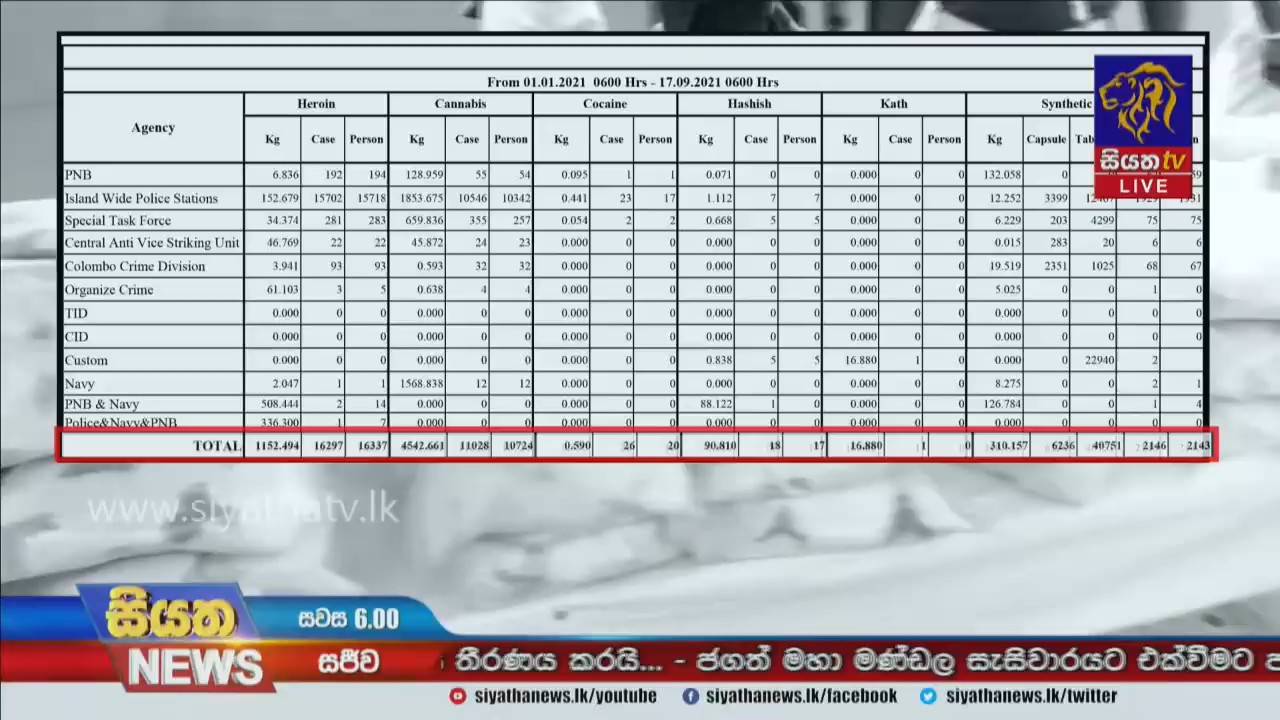 From 01.01.2021 0600 Hrs - 17.09.2021 0600 Hrs
Agency Heroin Cannabis Cocaine Hashish Kath Synthetic
Kg Case Person Kg Case Person Kg Case Person Kg Case Person Kg Case Person Kg Capsule
PNB 6.836 192 194 128.959 55 54 0.095 1 1 0.071 0 0 0.000 0 0 132.058 0
Island Wide Police Stations 152.679 15702 15718 1853.675 10546 10342 0.441 23 17 1.112 7 7 0.000 0 0 12.252 3399
Special Task Force 34.374 281 283 659.836 355 257 0.054 2 2 0.668 5 5 0.000 0 0 6.229 203 4299 75 75
Central Anti Vice Striking Unit 46.769 22 22 45.872 24 23 0.000 0 0 0.000 0 0 0.000 0 0 0.015 283 20 6 6
Colombo Crime Division 3.941 93 93 0.593 32 32 0.000 0 0 0.000 0 0 0.000 0 0 19.519 2351 1025 68 67
Organize Crime 61.103 3 5 0.638 4 4 0.000 0 0 0.000 0 0 0.000 0 0 5.025 0 0 1 0
TID 0.000 0 0 0.000 0 0 0.000 0 0 0.000 0 0 0.000 0 0 0.000 0 0 0 0
CID 0.000 0 0 0.000 0 0 0.000 0 0 0.000 0 0 0.000 0 0 0.000 0 0 0 0
Custom 0.000 0 0 0.000 0 0 0.000 0 0 0.838 5 5 16.880 1 0 0.000 0 22940 2
Navy 2.047 1 1 1568.838 12 12 0.000 0 0 0.000 0 0 0.000 0 0 8.275 0 0 2 1
PNB & Navy 508.444 2 14 0.000 0 0 0.000 0 0 88.122 1 0 0.000 0 0 126.784 0 0 1 4
Police&Navy&PNB 336.300 1 7 0.000 0 0 0.000 0 0 0.000 0 0 0.000 0 0 0.000 0 0 0 0
TOTAL 1152.494 16297 16337 4542.661 11028 10724 0.590 26 20 90.810 18 17 16.880 1 0 310.157 6236 40751 2146 2143
සියත tv
LIVE
www.siyathatv.lk
සියත
NEWS
සවස 6.00
සජීව
තීරණය කරයි... - ජගත් මහා මණ්ඩල සැසිවාරයට එක්වීමට
siyathanews.lk/youtube siyathanews.lk/facebook siyathanews.lk/twitter